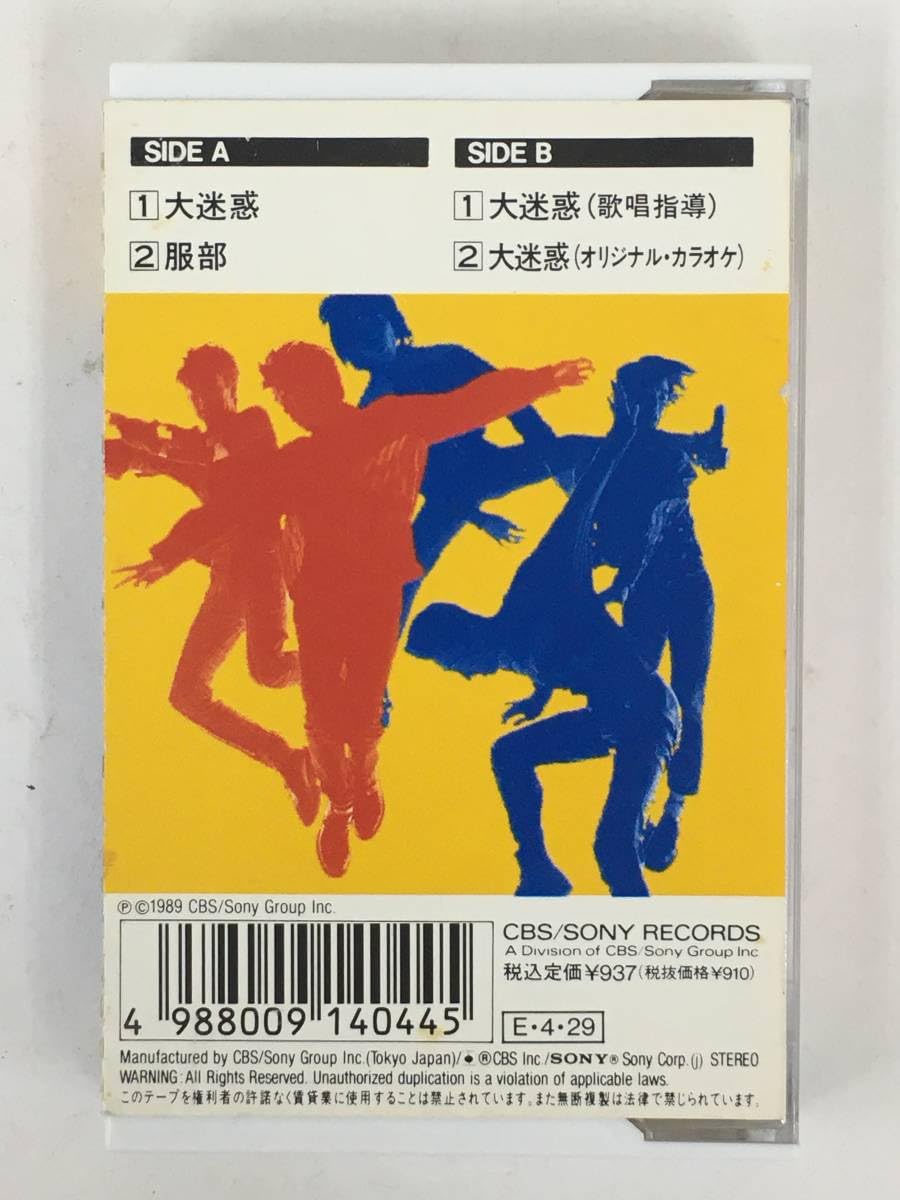 SIDE A
1 大迷惑
2 服部
SIDE B
1 大迷惑(歌唱指導)
2 大迷惑(オリジナル・カラオケ)
Ⓟ©1989 CBS/Sony Group Inc.
4 988009 140445
CBS/SONY RECORDS
A Division of CBS/Sony Group Inc
税込定価¥937(税抜価格¥910)
E・4・29
Manufactured by CBS/Sony Group Inc.(Tokyo Japan)/ ®CBS Inc./SONY® Sony Corp.(j) STEREO
WARNING: All Rights Reserved. Unauthorized duplication is a violation of applicable laws.
このテープを権利者の許諾なく賃貸業に使用することは禁止されています。また無断複製は法律で禁じられています。